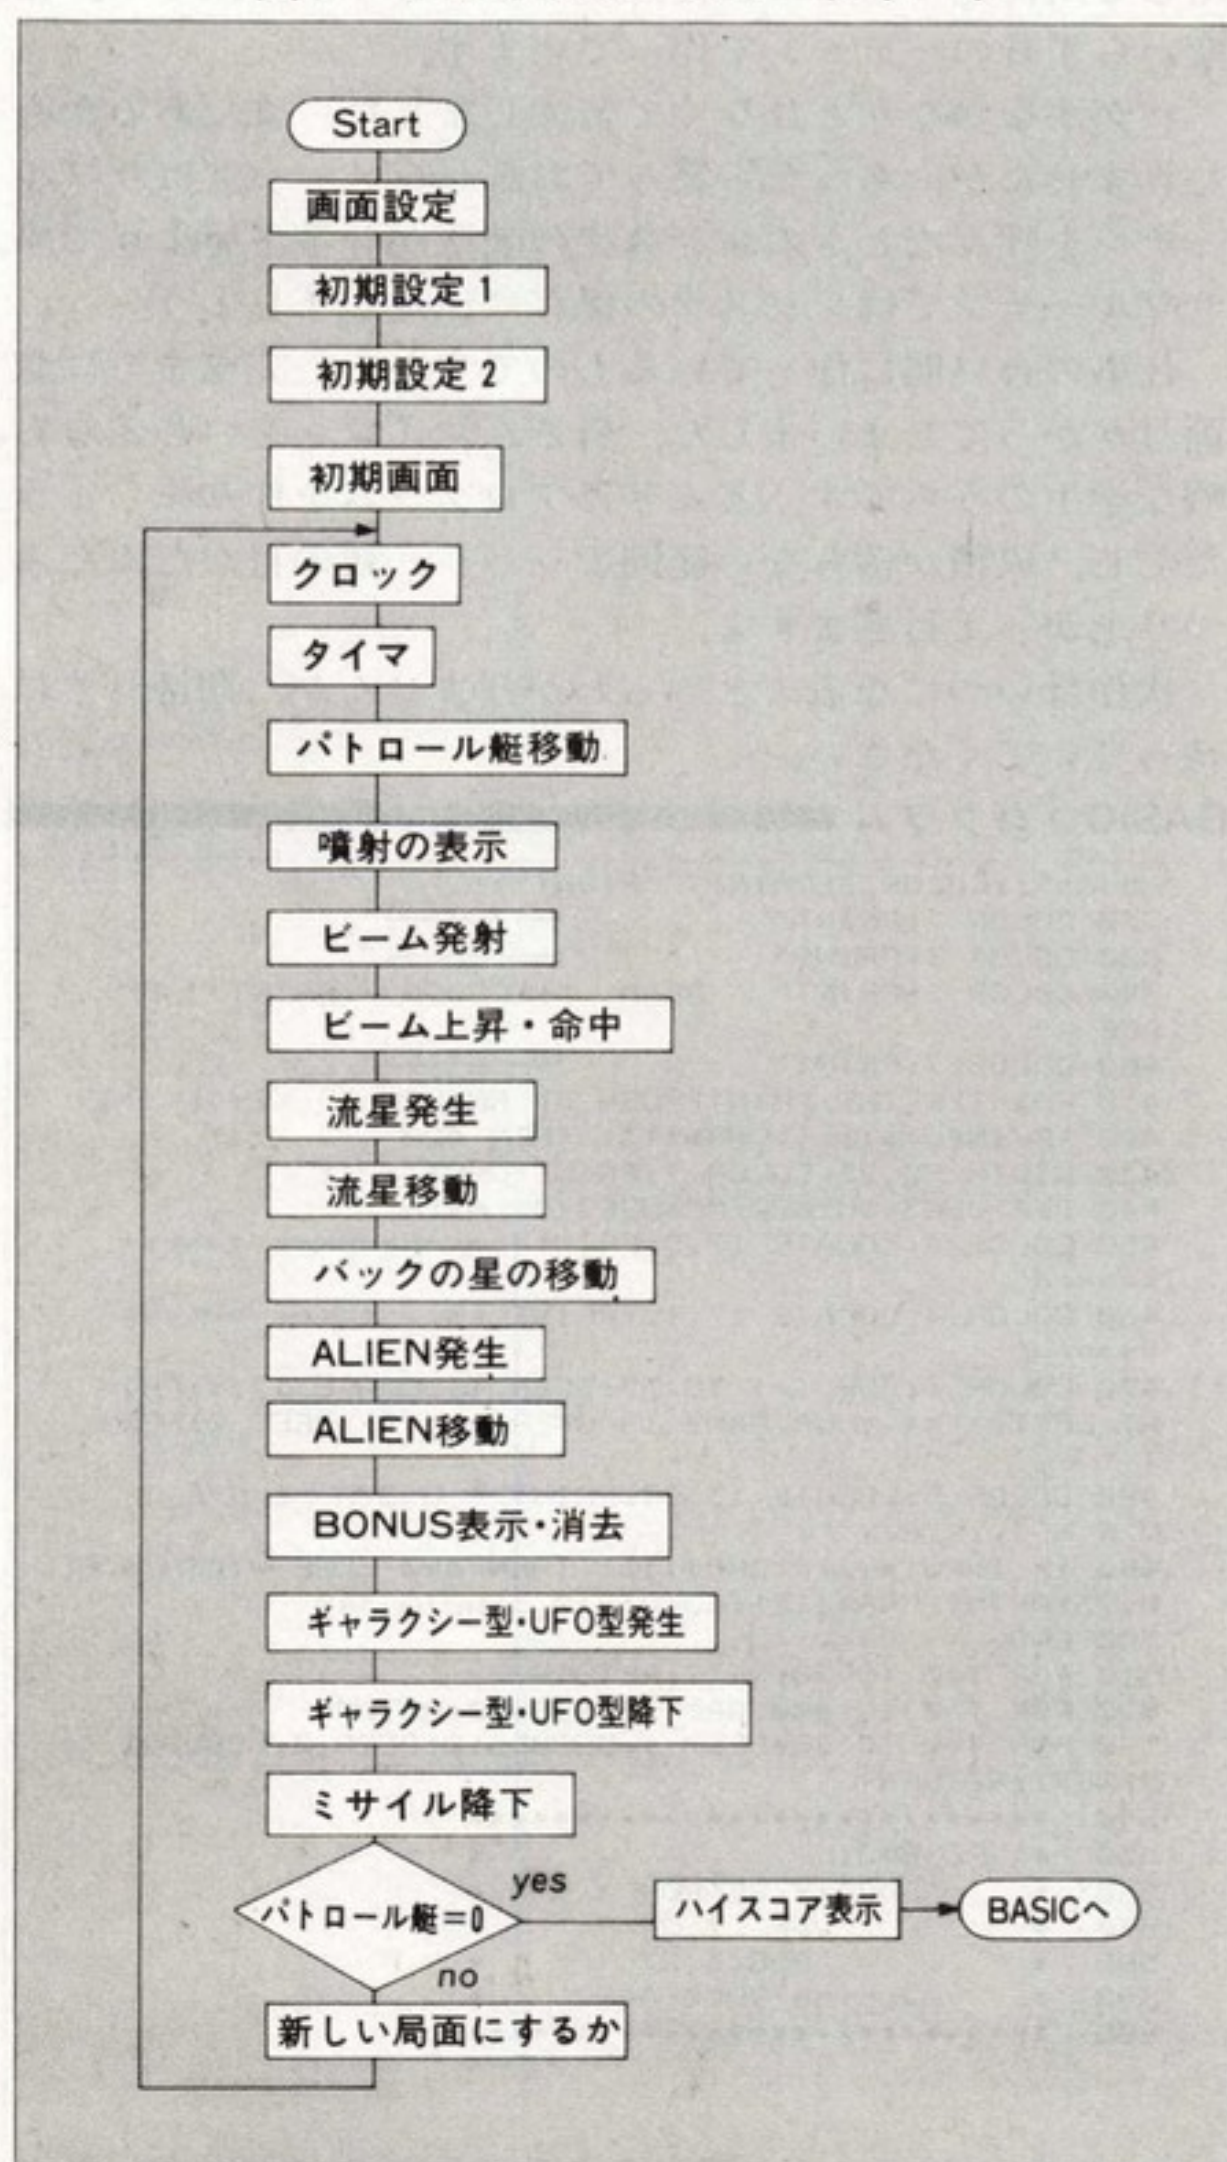 Start
画面設定
初期設定1
初期設定2
初期画面
クロック
タイマ
パトロール艇移動
噴射の表示
ビーム発射
ビーム上昇・命中
流星発生
流星移動
バックの星の移動
ALIEN発生
ALIEN移動
BONUS表示・消去
ギャラクシー型・UFO型発生
ギャラクシー型・UFO型降下
ミサイル降下
パトロール艇=0
yes
ハイスコア表示
BASICへ
no
新しい局面にするか